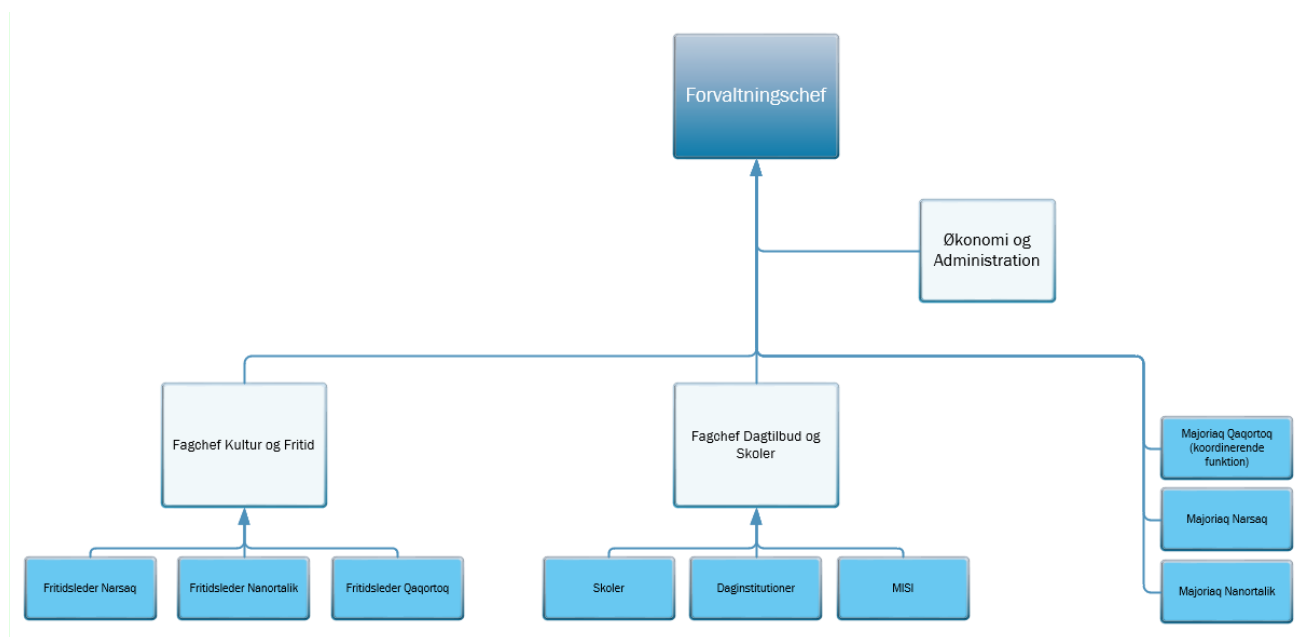 Forvaltningschef
Økonomi og
Administration
Fagchef Kultur og Fritid
Fagchef Dagtilbud og
Skoler
Majoriaq Qaqortoq
(koordinerende
funktion)
Majoriaq Narsaq
Majoriaq Nanortalik
Fritidsleder Narsaq
Fritidsleder Nanortalik
Fritidsleder Qaqortoq
Skoler
Daginstitutioner
MISI